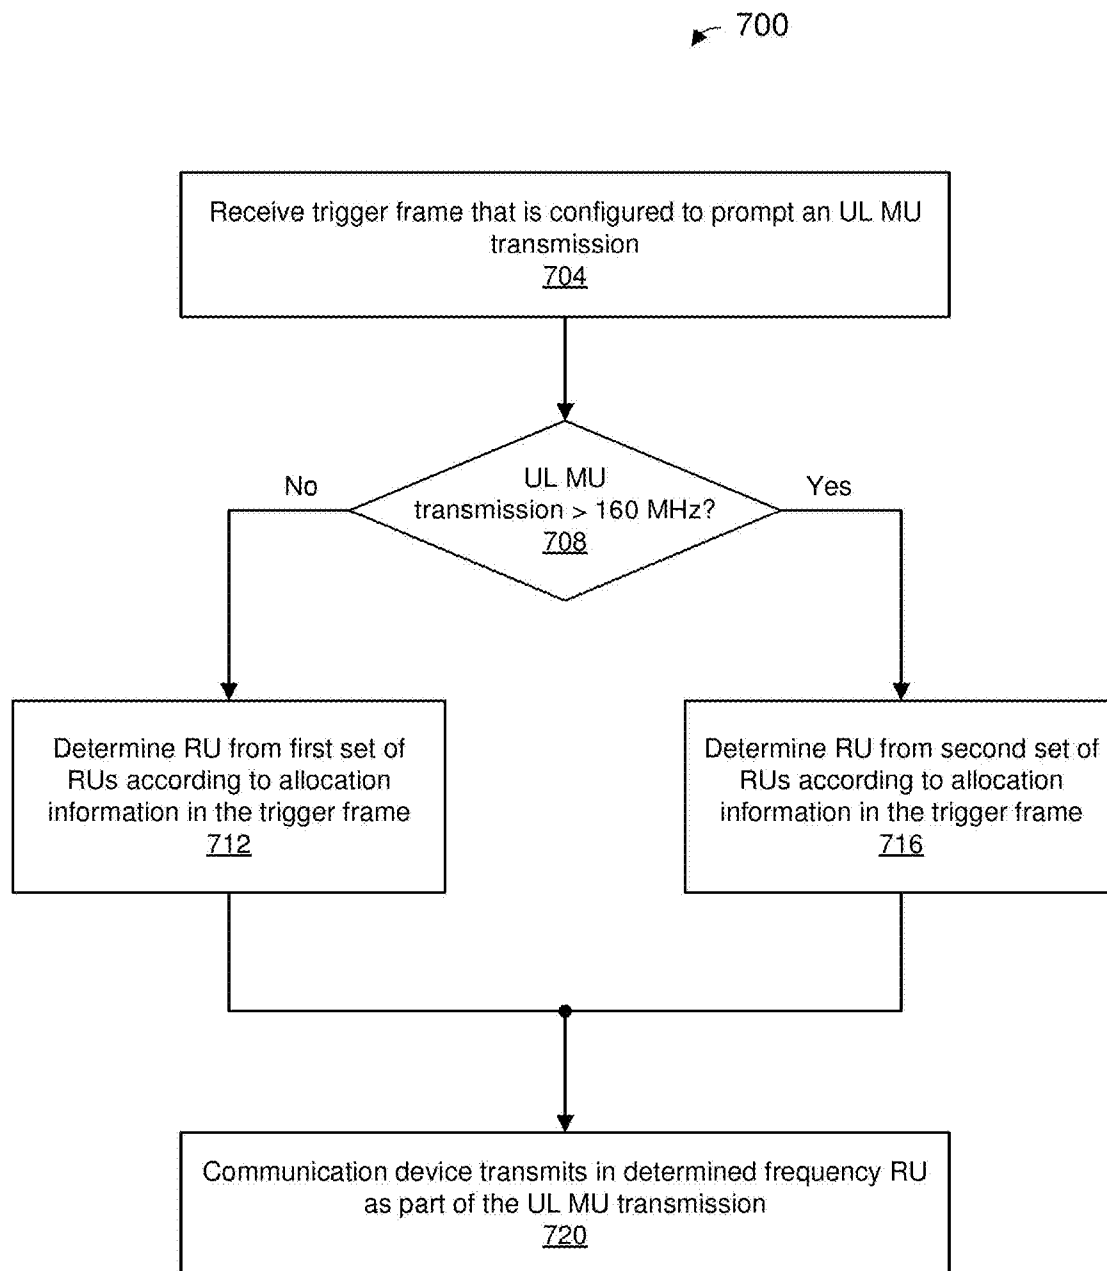 700
Receive trigger frame that is configured to prompt an UL MU
transmission
704
UL MU
transmission > 160 MHz?
708
No
Yes
Determine RU from first set of
RUs according to allocation
information in the trigger frame
712
Determine RU from second set of
RUs according to allocation
information in the trigger frame
716
Communication device transmits in determined frequency RU
as part of the UL MU transmission
720